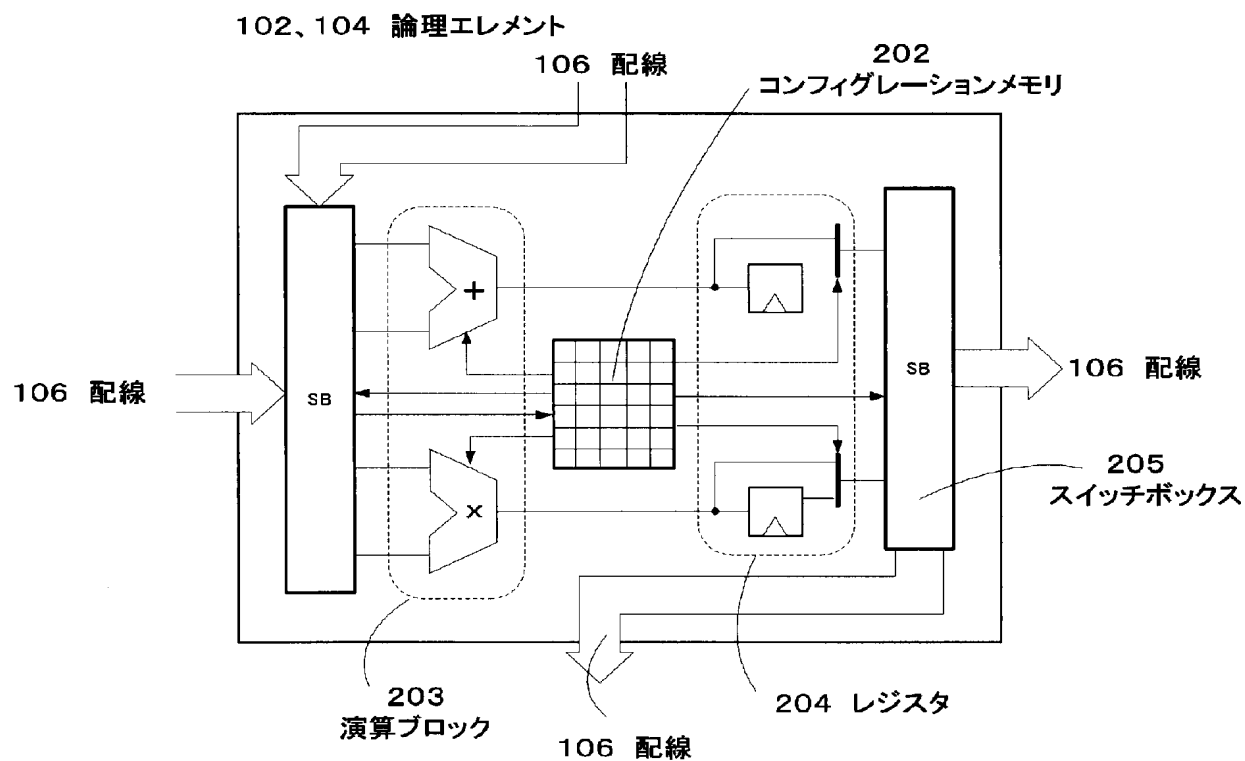 102、104 論理エレメント
106 配線
202
コンフィグレーションメモリ
+
SB
SB
106 配線
106 配線
×
205
スイッチボックス
203
演算ブロック
204 レジスタ
106 配線